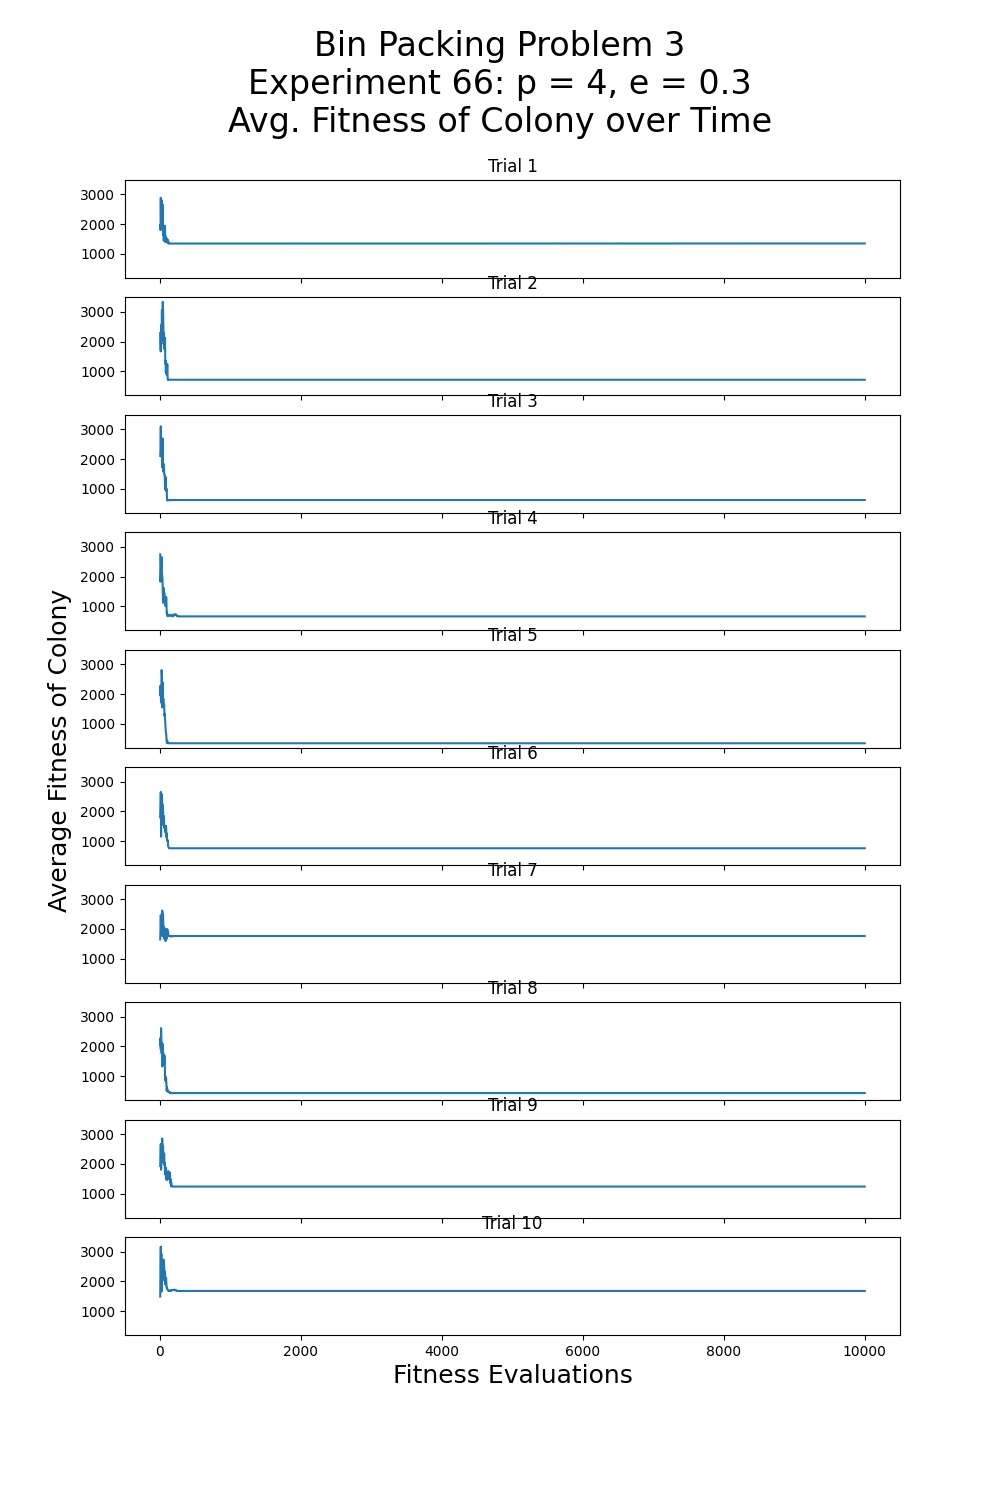 Bin Packing Problem 3
Experiment 66: p = 4, e = 0.3
Avg. Fitness of Colony over Time
Trial 1
3000
2000
1000
Trial 2
3000
2000
1000
Trial 3
3000
2000
1000
Trial 4
3000
2000
1000
Trial 5
3000
2000
1000
Trial 6
3000
2000
1000
Trial 7
3000
2000
1000
Trial 8
3000
2000
1000
Trial 9
3000
2000
1000
Trial 10
3000
2000
1000
0 2000 4000 6000 8000 10000
Fitness Evaluations
Average Fitness of Colony